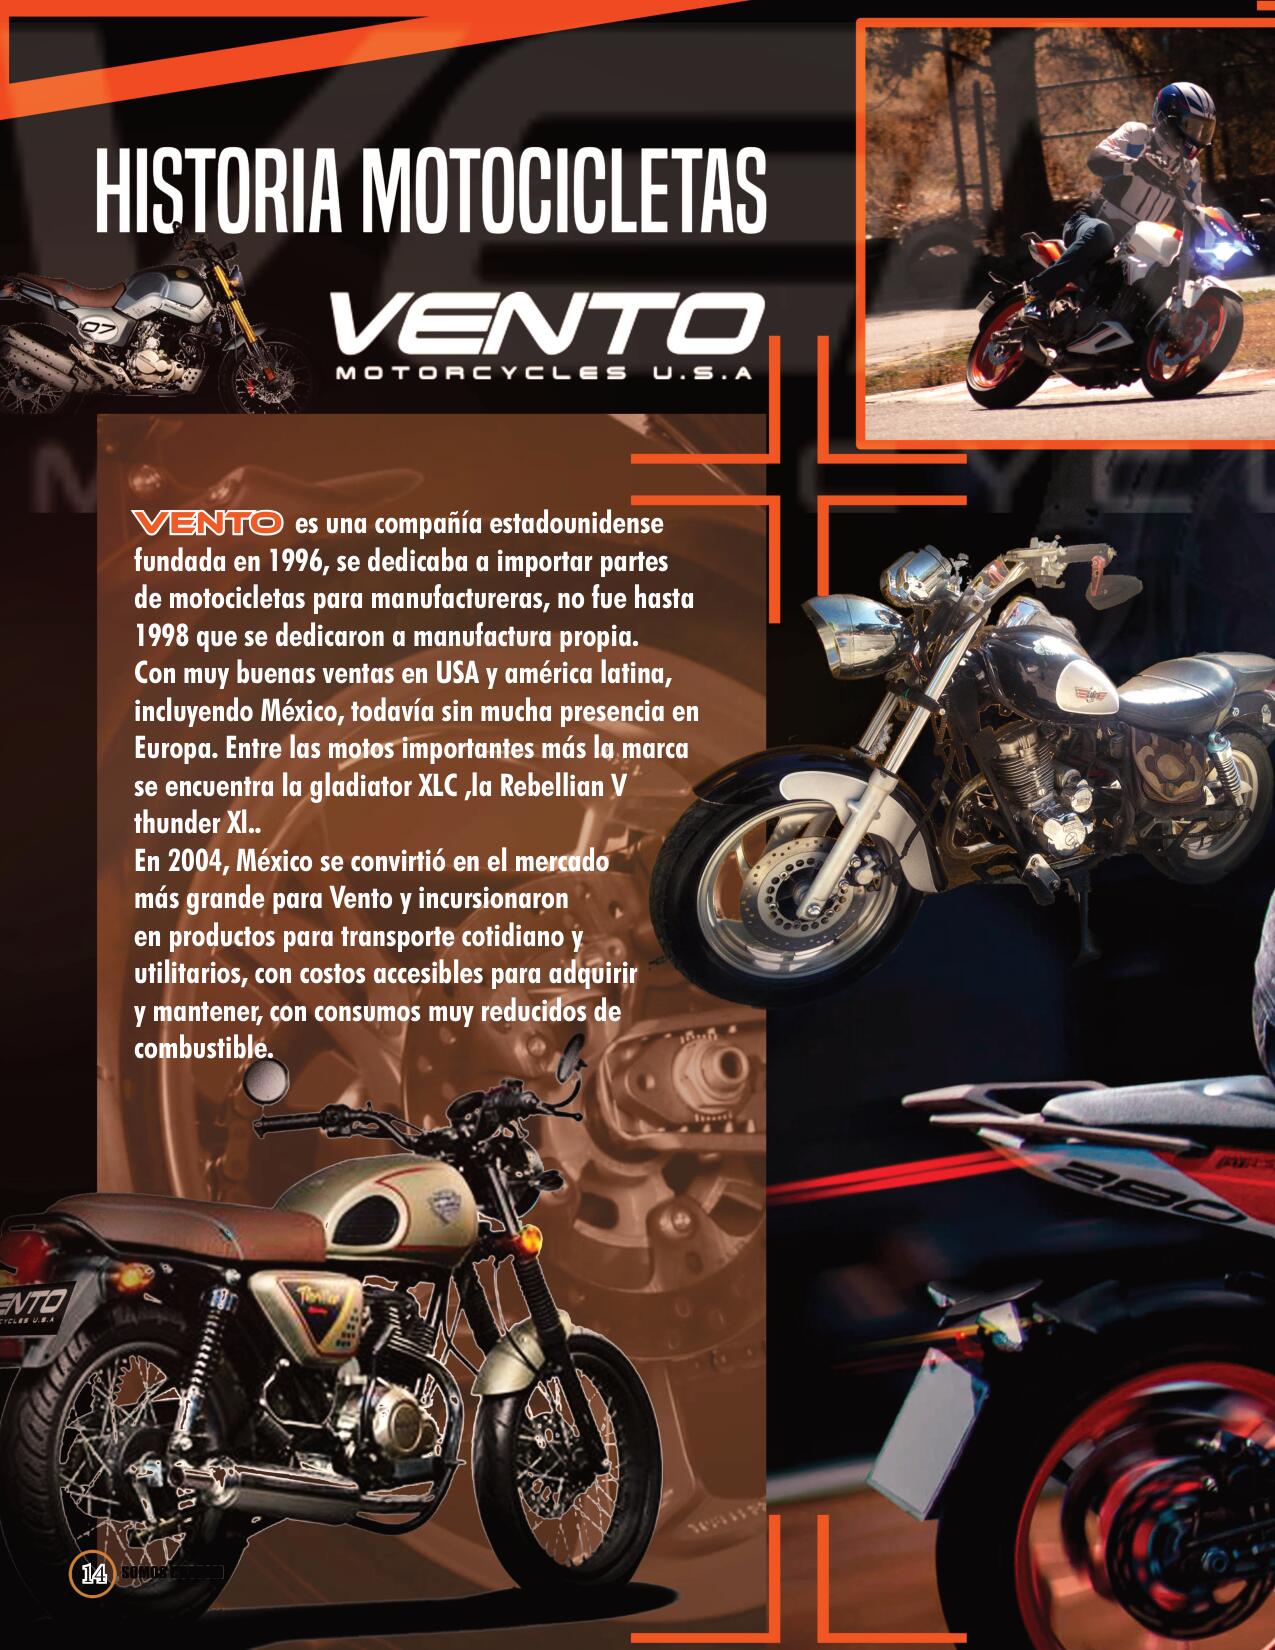 HISTORIA MOTOCICLETAS
VENTO
MOTORCYCLES U.S.A
07
VENTO es una compañía estadounidense
fundada en 1996, se dedicaba a importar partes
de motocicletas para manufactureras, no fue hasta
1998 que se dedicaron a manufactura propia.
Con muy buenas ventas en USA y américa latina,
incluyendo México, todavía sin mucha presencia en
Europa. Entre las motos importantes más la marca
se encuentra la gladiator XLC ,la Rebellian V
thunder Xl..
En 2004, México se convirtió en el mercado
más grande para Vento y incursionaron
en productos para transporte cotidiano y
utilitarios, con costos accesibles para adquirir
y mantener, con consumos muy reducidos de
combustible.
280
ENTO
CYCLES U.S.A
14
SOMOS